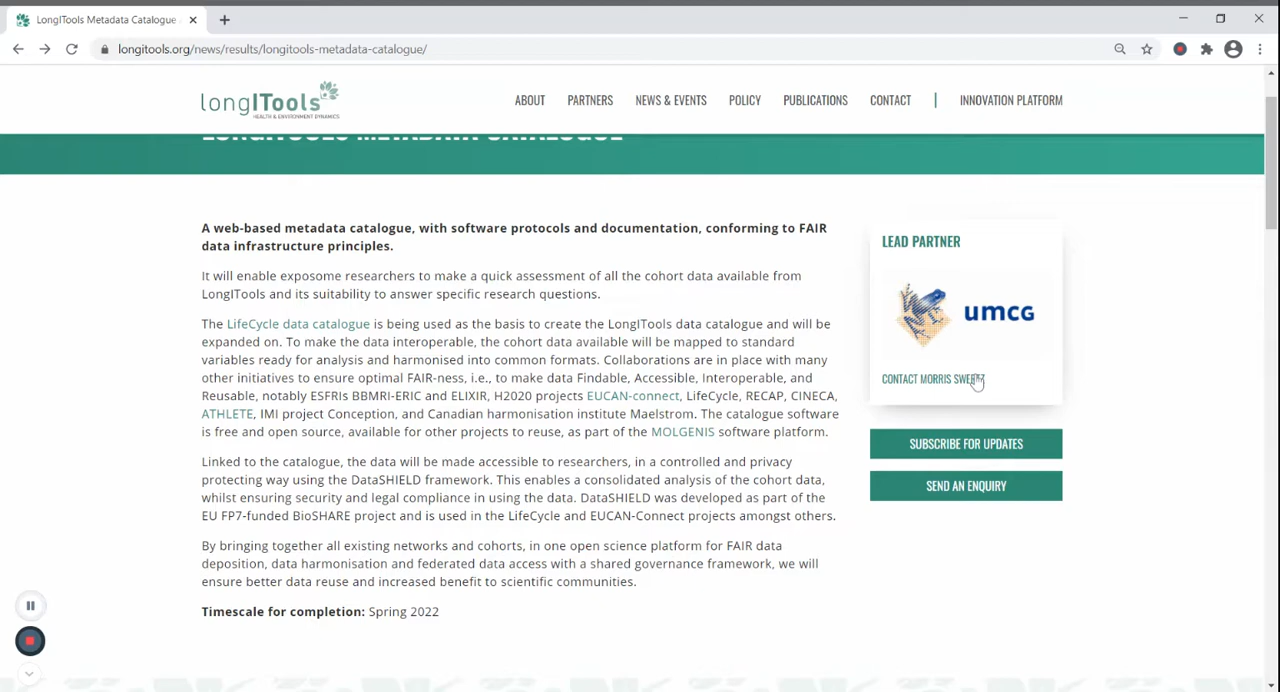 LongITools Metadata Catalogue
longitools.org/news/results/longitools-metadata-catalogue/
longITools
HEALTH & ENVIRONMENT DYNAMICS
ABOUT PARTNERS NEWS & EVENTS POLICY PUBLICATIONS CONTACT | INNOVATION PLATFORM
LONGITOOLS METADATA CATALOGUE
A web-based metadata catalogue, with software protocols and documentation, conforming to FAIR
data infrastructure principles.
It will enable exposome researchers to make a quick assessment of all the cohort data available from
LongITools and its suitability to answer specific research questions.
The LifeCycle data catalogue is being used as the basis to create the LongITools data catalogue and will be
expanded on. To make the data interoperable, the cohort data available will be mapped to standard
variables ready for analysis and harmonised into common formats. Collaborations are in place with many
other initiatives to ensure optimal FAIR-ness, i.e., to make data Findable, Accessible, Interoperable, and
Reusable, notably ESFRIs BBMRI-ERIC and ELIXIR, H2020 projects EUCAN-connect, LifeCycle, RECAP, CINECA,
ATHLETE, IMI project Conception, and Canadian harmonisation institute Maelstrom. The catalogue software
is free and open source, available for other projects to reuse, as part of the MOLGENIS software platform.
Linked to the catalogue, the data will be made accessible to researchers, in a controlled and privacy
protecting way using the DataSHIELD framework. This enables a consolidated analysis of the cohort data,
whilst ensuring security and legal compliance in using the data. DataSHIELD was developed as part of the
EU FP7-funded BioSHARE project and is used in the LifeCycle and EUCAN-Connect projects amongst others.
By bringing together all existing networks and cohorts, in one open science platform for FAIR data
deposition, data harmonisation and federated data access with a shared governance framework, we will
ensure better data reuse and increased benefit to scientific communities.
Timescale for completion: Spring 2022
LEAD PARTNER
umcg
CONTACT MORRIS
SUBSCRIBE FOR UPDATES
SEND AN ENQUIRY